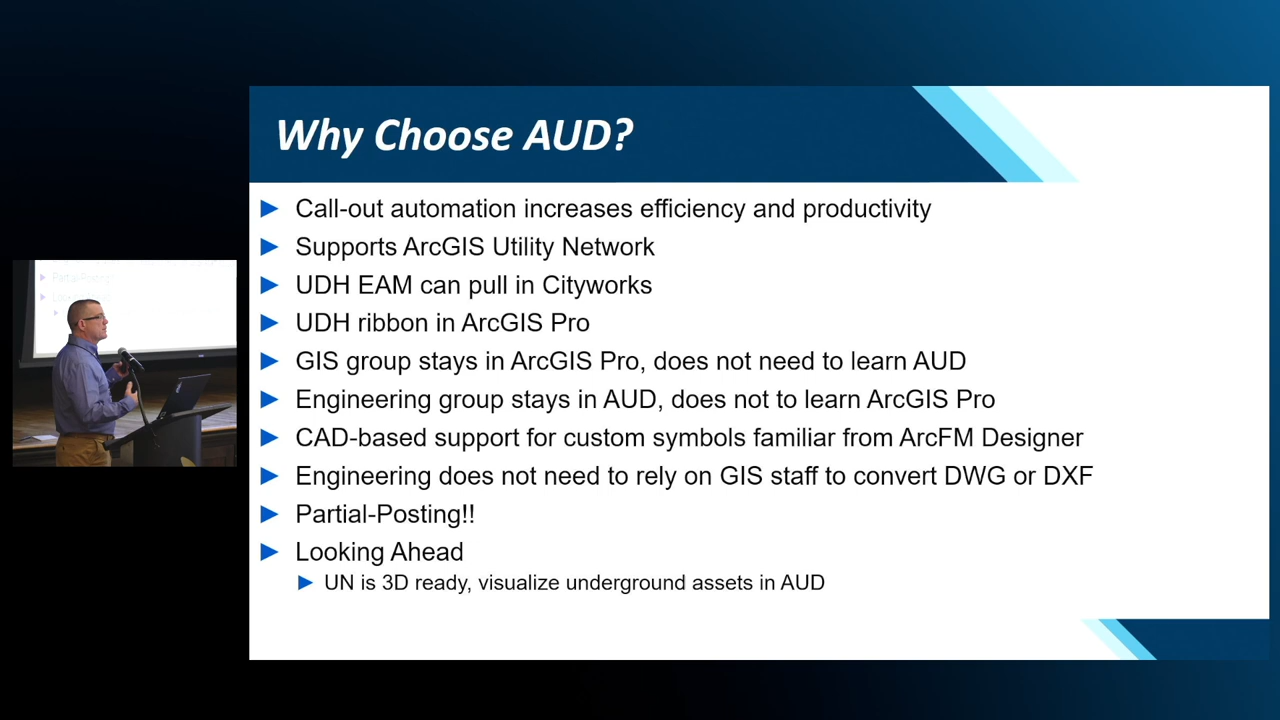 Why Choose AUD?
Call-out automation increases efficiency and productivity
Supports ArcGIS Utility Network
UDH EAM can pull in Cityworks
UDH ribbon in ArcGIS Pro
GIS group stays in ArcGIS Pro, does not need to learn AUD
Engineering group stays in AUD, does not to learn ArcGIS Pro
CAD-based support for custom symbols familiar from ArcFM Designer
Engineering does not need to rely on GIS staff to convert DWG or DXF
Partial-Posting!!
Looking Ahead
UN is 3D ready, visualize underground assets in AUD
Partial-Posting!!